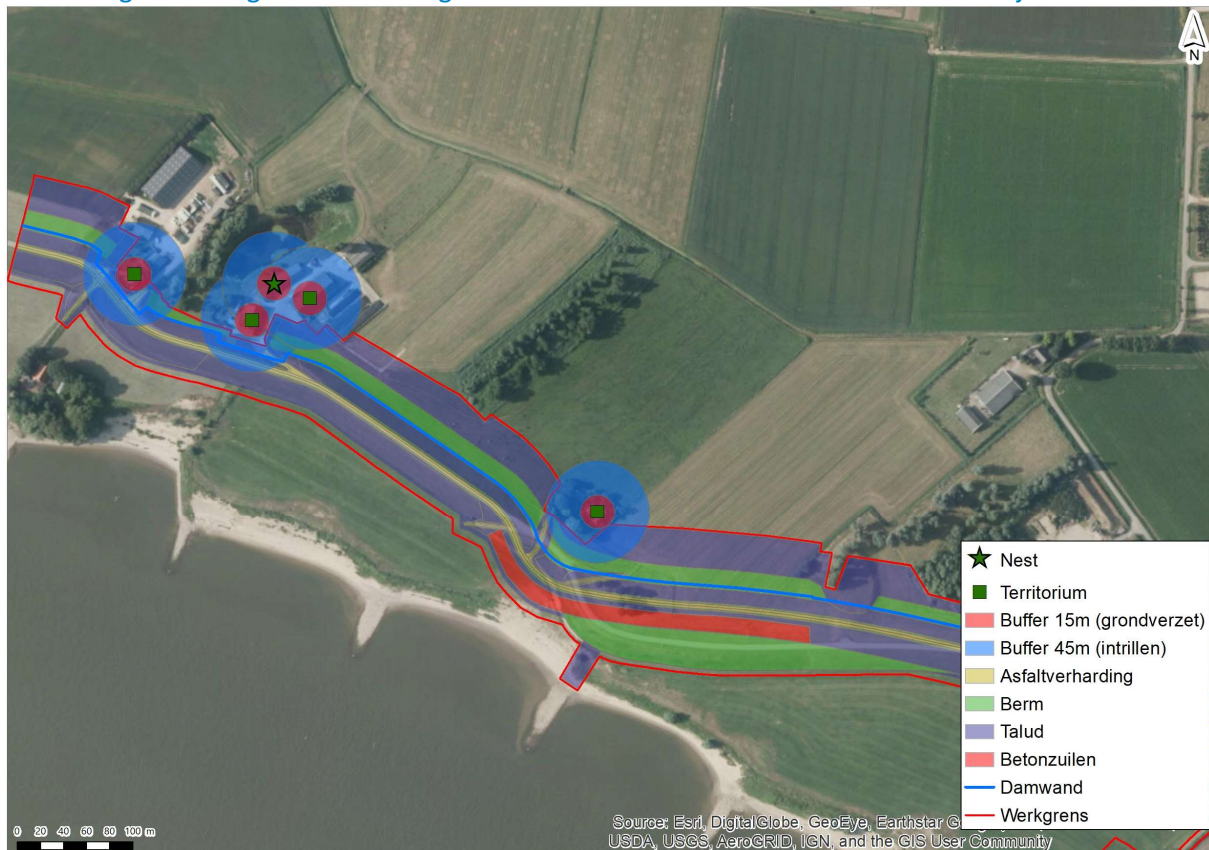 N
Nest
Territorium
Buffer 15m (grondverzet)
Buffer 45m (intrillen)
Asfaltverharding
Berm
Talud
Betonzuilen
Damwand
Werkgrens
0 20 40 60 80 100 m
Source: Esri, DigitalGlobe, GeoEye, Earthstar
USDA, USGS, AeroGRID, IGN, and the GIS User Community